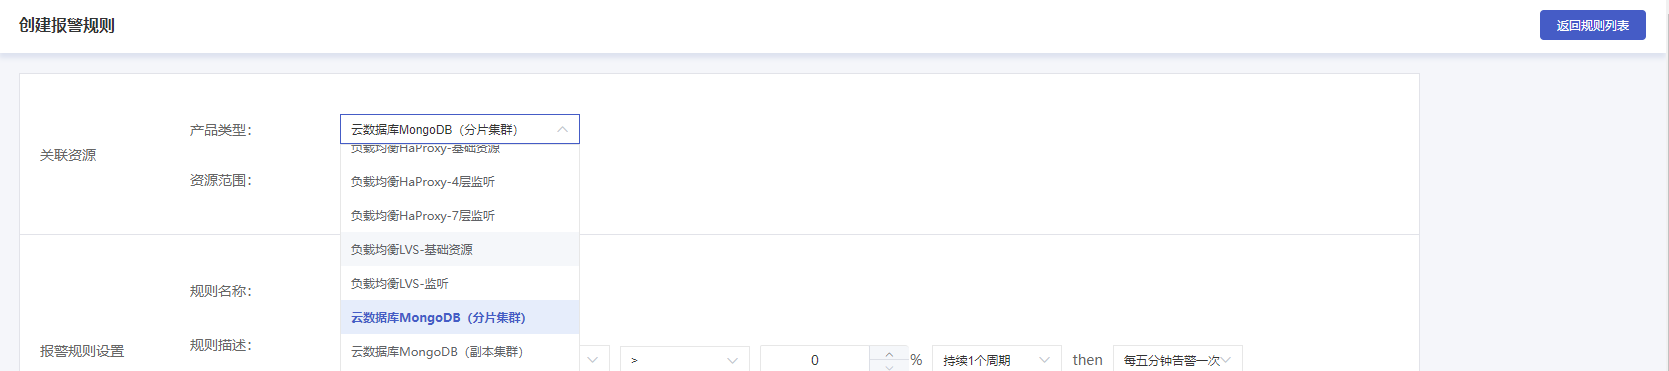 创建报警规则
返回规则列表
关联资源
产品类型：
云数据库MongoDB（分片集群）
资源范围：
负载均衡HaProxy-基础资源
负载均衡HaProxy-4层监听
负载均衡HaProxy-7层监听
负载均衡LVS-基础资源
负载均衡LVS-监听
云数据库MongoDB（分片集群）
云数据库MongoDB（副本集群）
报警规则设置
规则名称：
规则描述：
> 0 % 持续1个周期 then 每五分钟告警一次